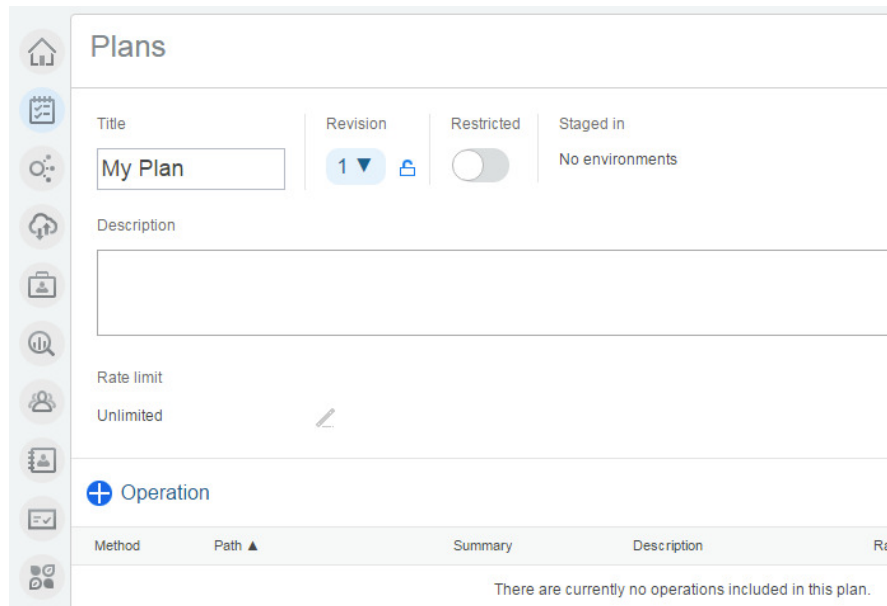 Plans
Title Revision Restricted Staged in
My Plan 1 ▼ No environments
Description
Rate limit
Unlimited
Operation
Method Path ▲ Summary Description
There are currently no operations included in this plan.